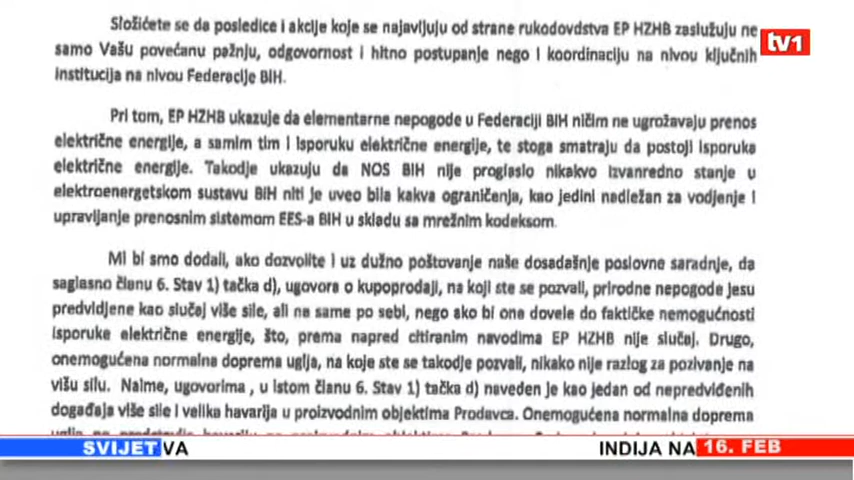 Složićete se da posledice i akcije koje se najavljuju od strane rukodovdstva EP HZHB zaslužuju ne
tv1
samo Vašu povećanu pažnju, odgovornost i hitno postupanje nego i koordinaciju na nivou ključnih
institucija na nivou Federacije BIH.
Pri tom, EP HZHB ukazuje da elementarne nepogode u Federaciji BIH ničim ne ugrožavaju prenos
električne energije, a samim tim i isporuku električne energije, te stoga smatraju da postoji isporuka
električne energije. Takodje ukazuju da NOS BIH nije proglasio nikakvo izvanredno stanje u
elektroenergetskom sustavu BIH niti je uveo bila kakva ograničenja, kao jedini nadležan za vodjenje i
upravljanje prenosnim sistemom EES-a BIH u skladu sa mrežnim kodeksom.
Mi bi smo dodali, ako dozvolite i uz dužno poštovanje naše dosadašnje poslovne saradnje, da
saglasno članu 6. Stav 1) tačka d), ugovora o kupoprodaji, na koji ste se pozvali, prirodne nepogode jesu
predvidjene kao slučaj više sile, ali na same po sebi, nego ako bi one dovele do faktičke nemogućnosti
isporuke električne energije, što, prema napred citiranim navodima EP HZHB nije slučaj. Drugo,
onemogućena normalna doprema uglja, na koje ste se takodje pozvali, nikako nije razlog za pozivanje na
višu silu. Naime, ugovorima , u istom članu 6. Stav 1) tačka d) naveden je kao jedan od nepredviđenih
događaja više sile i velika havarija u proizvodnim objektima Prodavca. Onemogućena normalna doprema
SVIJET VA
INDIJA NA 16. FEB